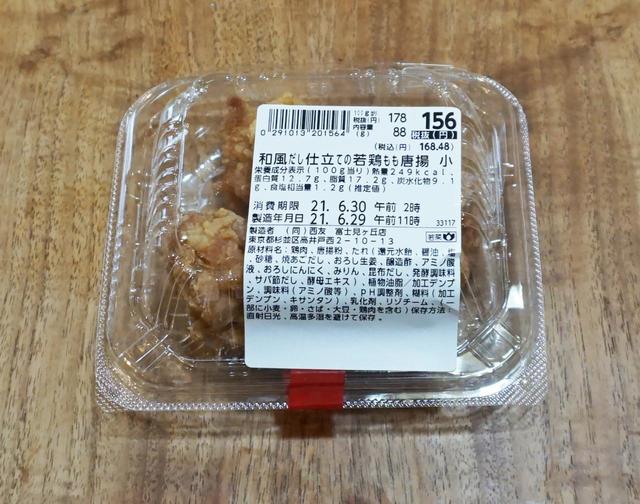 100g当り 税抜(円) 178
内容量(g) 88
156
税抜(円)
0291013201564
(税込(円) 168.48)
和風だし仕立ての若鶏もも唐揚 小
栄養成分表示(100g当り)熱量249kcal、
蛋白質12.7g、脂質17.2g、炭水化物9.1
g、食塩相当量1.2g(推定値)
消費期限 21. 6.30 午前 2時
製造年月日 21. 6.29 午前11時
33117
製造者 (同)西友 富士見ヶ丘店
東京都杉並区高井戸西2-10-13
惣菜
原材料名:鶏肉、唐揚粉、たれ(還元水飴、醤油、塩
、砂糖、焼あごだし、おろし生姜、醸造酢、アミノ酸
液、おろしにんにく、みりん、昆布だし、発酵調味料
、サバ節だし、酵母エキス)、植物油脂/加工デンプ
ン、調味料(アミノ酸等)、pH調整剤、糊料(加工
デンプン、キサンタン)、乳化剤、リゾチーム、(一
部に小麦・卵・さば・大豆・鶏肉を含む)保存方法:
直射日光、高温多湿を避けて保存。